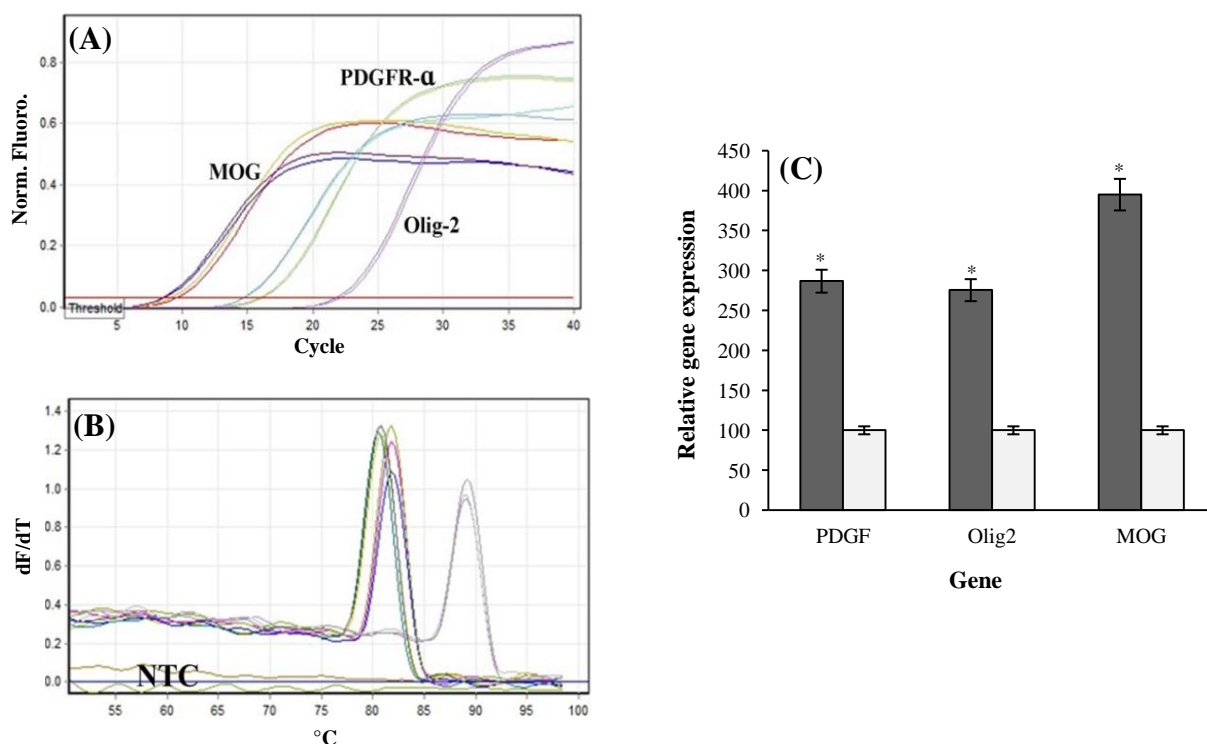 (A)
Norm. Fluoro.
0.8
0.6
0.4
0.2
0.0
PDGFR-α
MOG
Olig-2
Threshold
5 10 15 20 25 30 35 40
Cycle
(B)
dF/dT
1.4
1.2
1.0
0.8
0.6
0.4
0.2
0.0
NTC
55 60 65 70 75 80 85 90 95 100
°C
(C)
Relative gene expression
450
400
350
300
250
200
150
100
50
0
* * *
PDGF Olig2 MOG
Gene